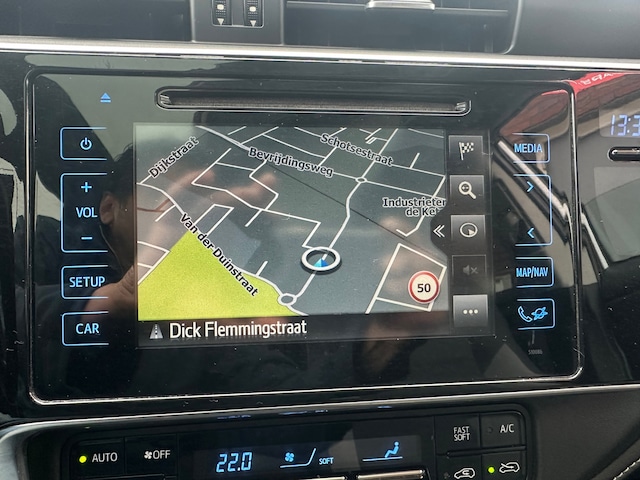 MEDIA
+
VOL
−
SETUP
CAR
MAP/NAV
Schotsestraat
Bevrijdingsweg
Dijkstraat
Van der Duinstraat
Industrieter
de Ke
50
Dick Flemmingstraat
AUTO
OFF
22.0
SOFT
FAST
SOFT
A/C